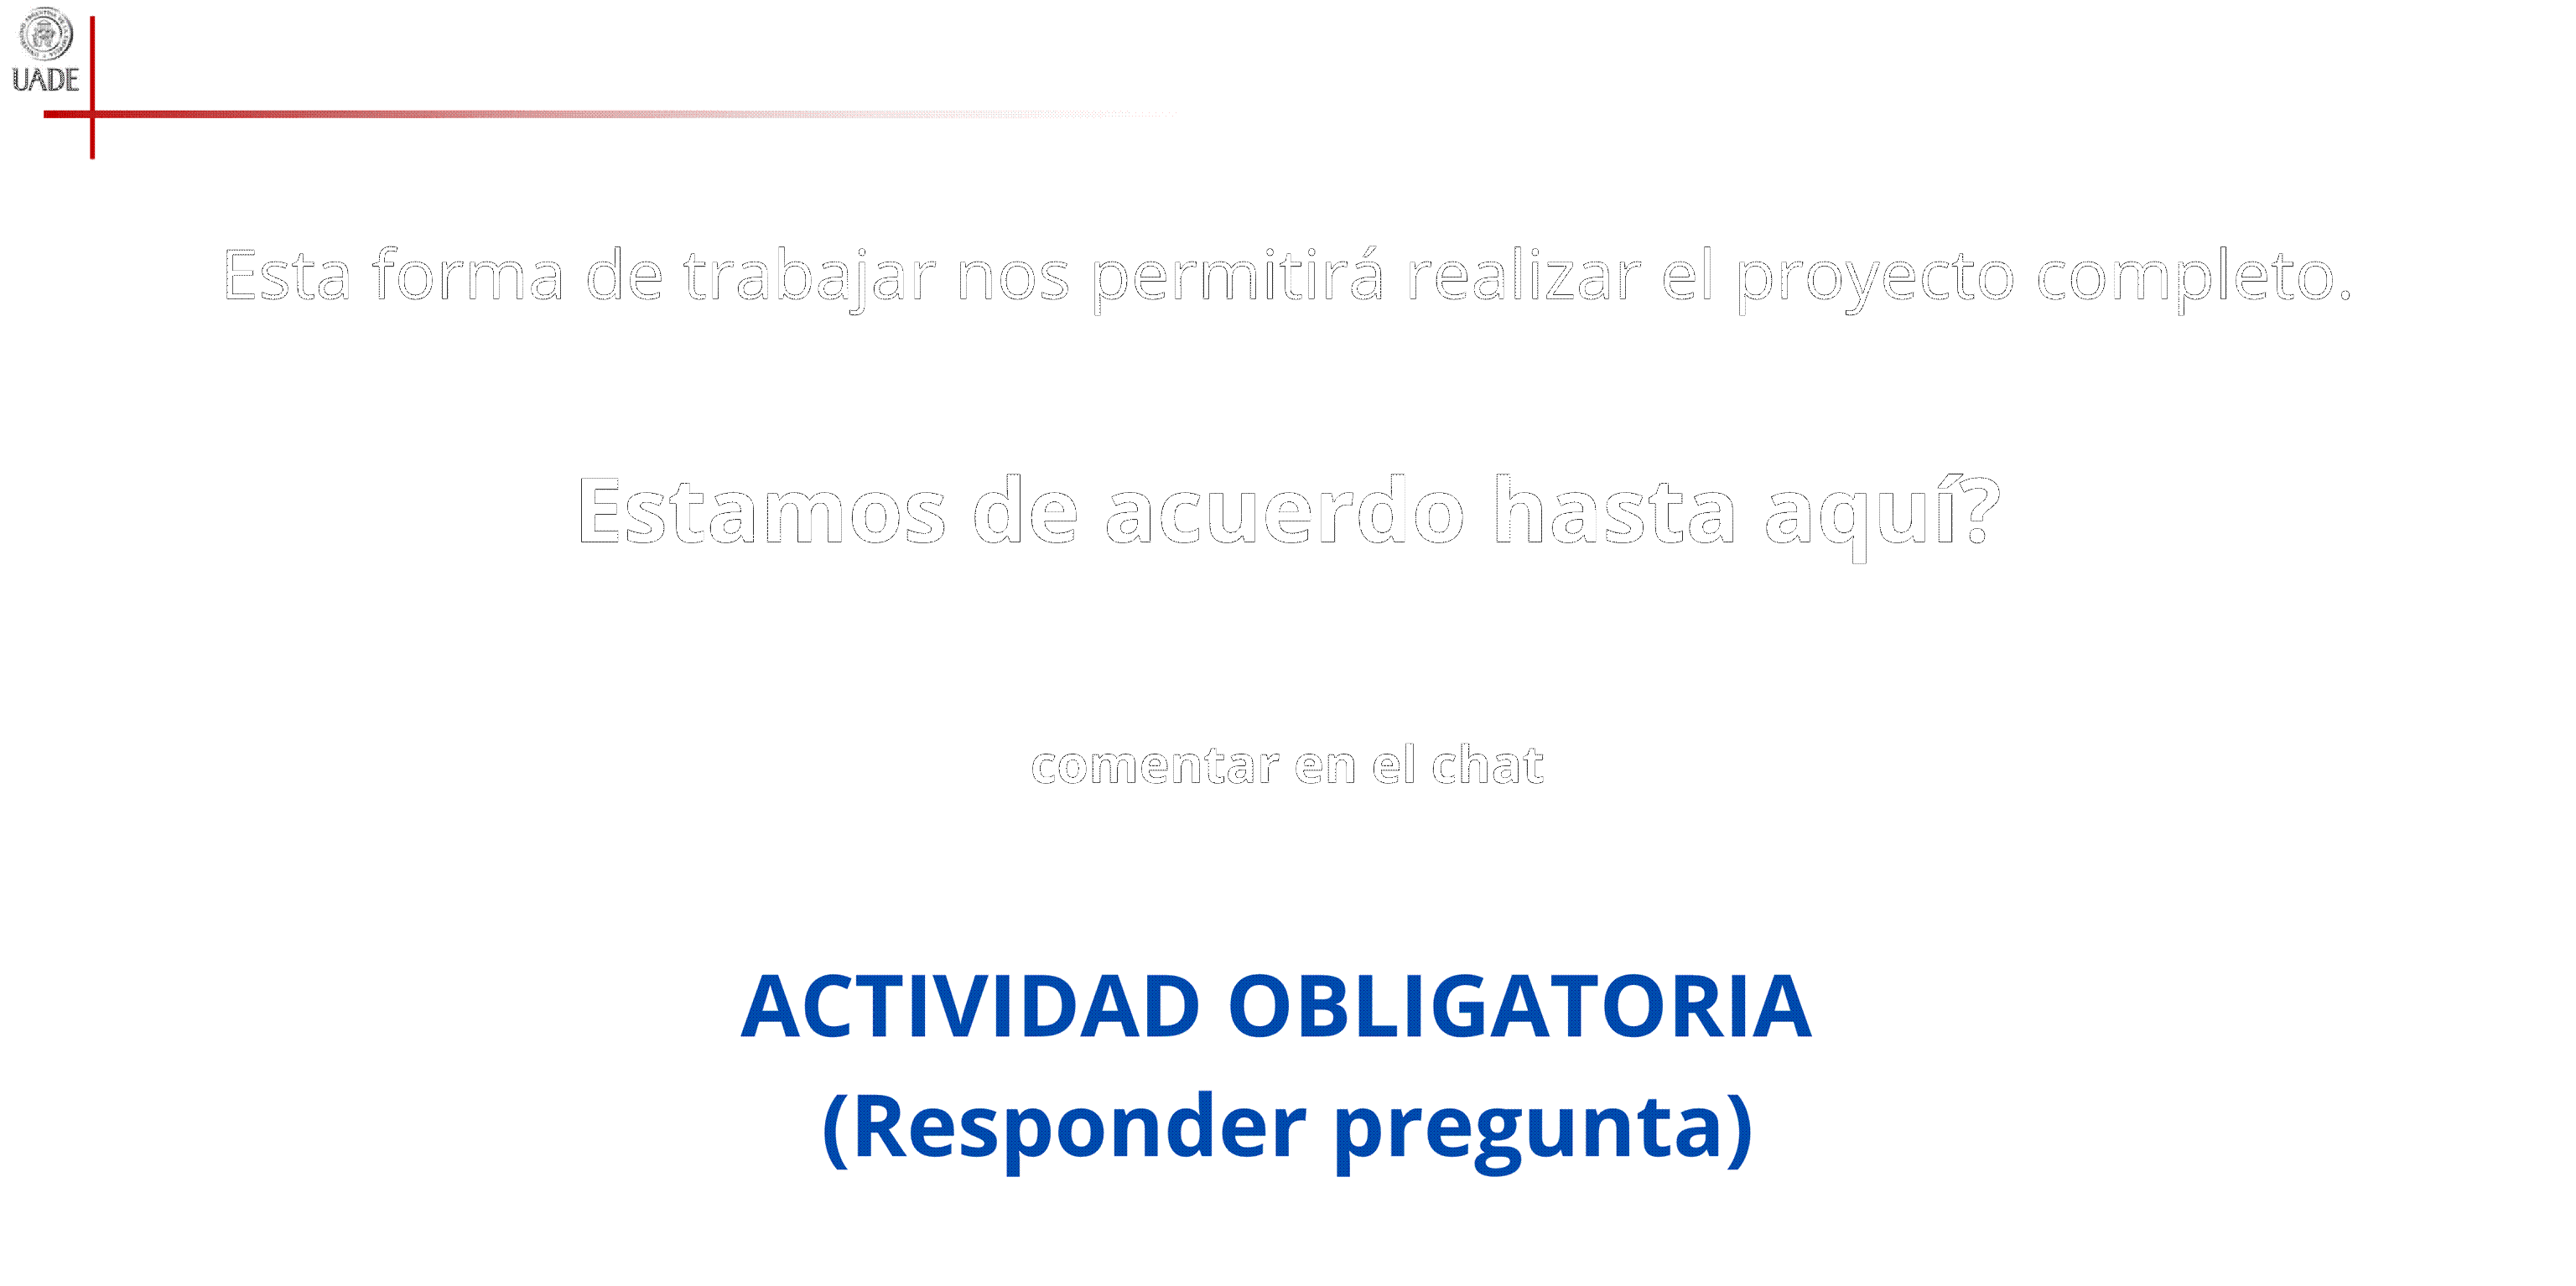 UADE
Esta forma de trabajar nos permitirá realizar el proyecto completo.
Estamos de acuerdo hasta aquí?
comentar en el chat
ACTIVIDAD OBLIGATORIA
(Responder pregunta)